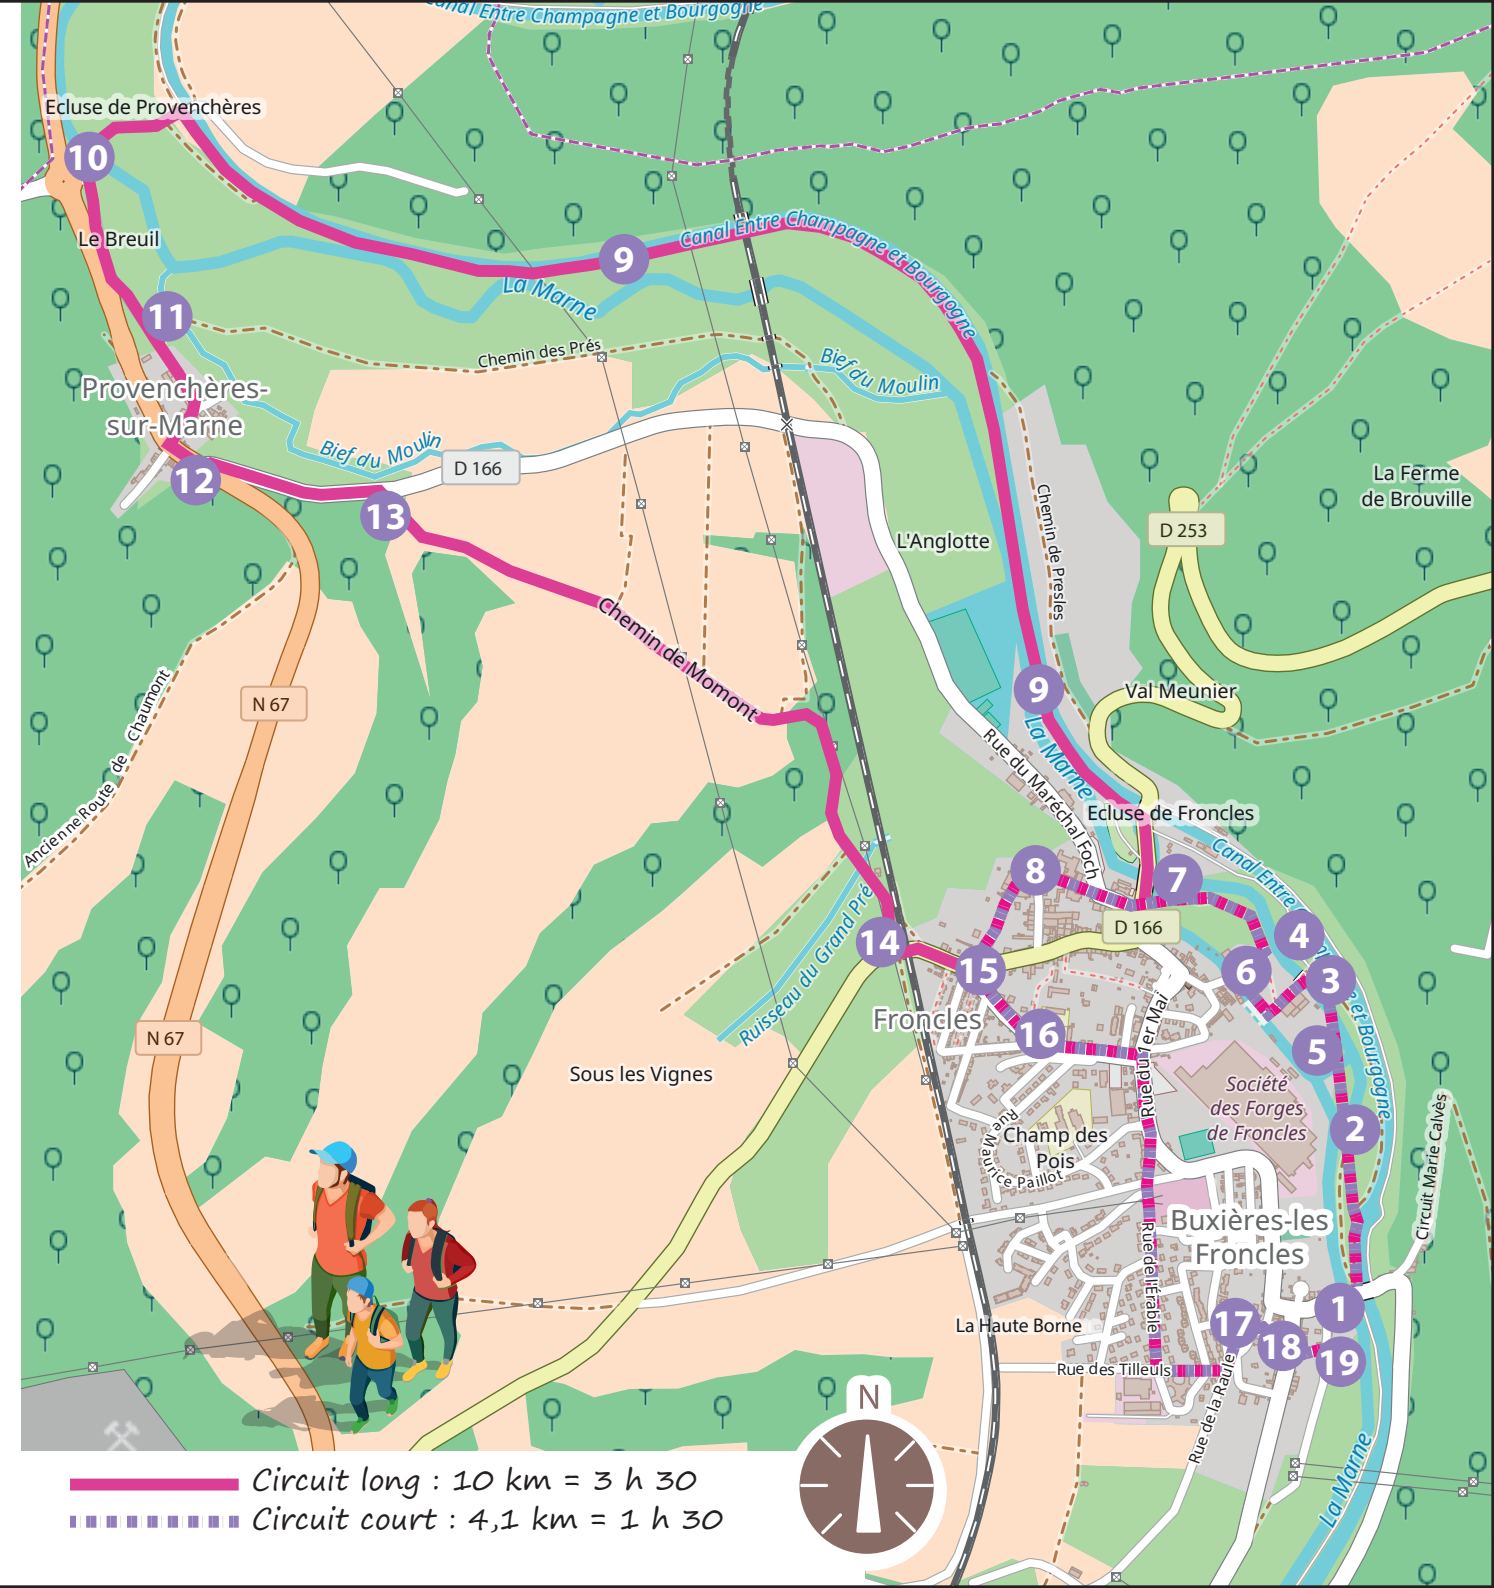 Canal Entre Champagne et Bourgogne
Ecluse de Provenchères
10
Le Breuil
Canal Entre Champagne et Bourgogne
9
La Marne
11
Chemin des Prés
Bief du Moulin
Provenchères-
sur-Marne
Bief du Moulin
D 166
12
13
La Ferme
de Brouville
Chemin de Presles
D 253
L'Anglotte
Chemin de Momont
Ancienne Route de Chaumont
N 67
9
Val Meunier
La Marne
Rue du Maréchal Foch
Ecluse de Froncles
Canal Entre
et Bourgogne
8
7
D 166
4
14
15
6
3
Ruisseau du Grand Pré
Froncles
16
N 67
5
Rue du 1er Mai
Sous les Vignes
Société
des Forges
de Froncles
2
Rue Maurice Paillot
Champ des
Pois
Circuit Marie Calvès
Buxières-les
Froncles
Rue de l'Érable
1
17
La Haute Borne
18
19
Rue des Tilleuls
Rue de la Raule
La Marne
N
Circuit long : 10 km = 3 h 30
Circuit court : 4,1 km = 1 h 30